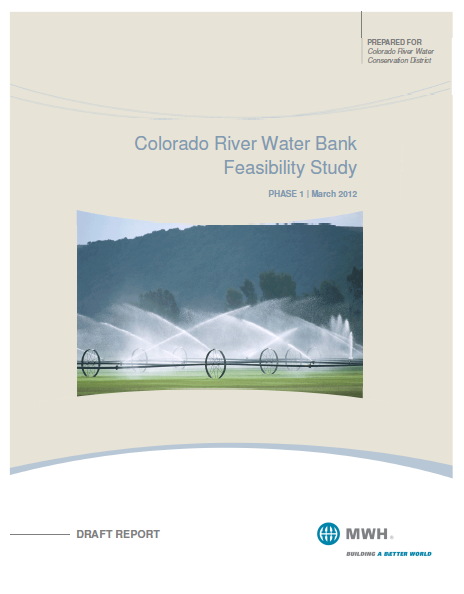 PREPARED FOR
Colorado River Water
Conservation District
Colorado River Water Bank
Feasibility Study
PHASE 1 | March 2012
DRAFT REPORT
MWH®
BUILDING A BETTER WORLD